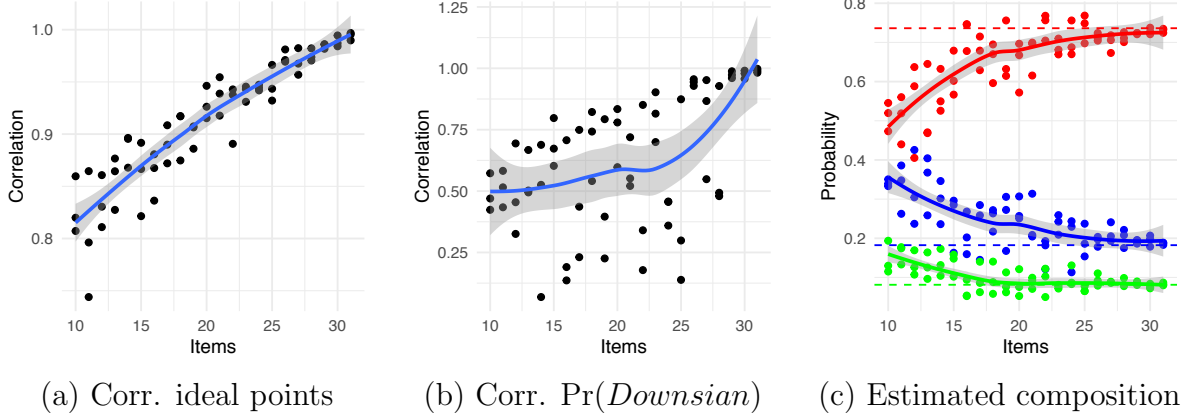 1.0
0.9
0.8
Correlation
10 15 20 25 30
Items
(a) Corr. ideal points
1.25
1.00
0.75
0.50
0.25
Correlation
10 15 20 25 30
Items
(b) Corr. Pr(Downsian)
0.8
0.6
0.4
0.2
Probability
10 15 20 25 30
Items
(c) Estimated composition